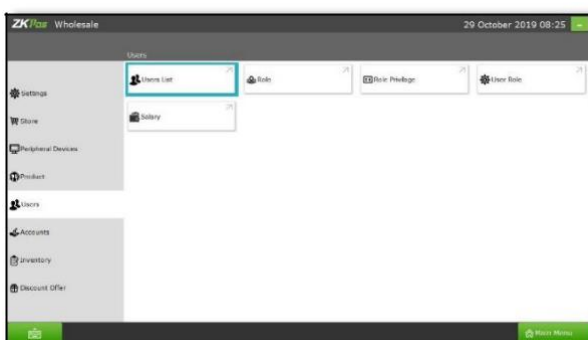 ZKPos Wholesale 29 October 2019 08:25
Users
Users List Role Role Privilege User Role
Salary
Settings
Store
Peripheral Devices
Product
Users
Accounts
Inventory
Discount Offer
Main Menu